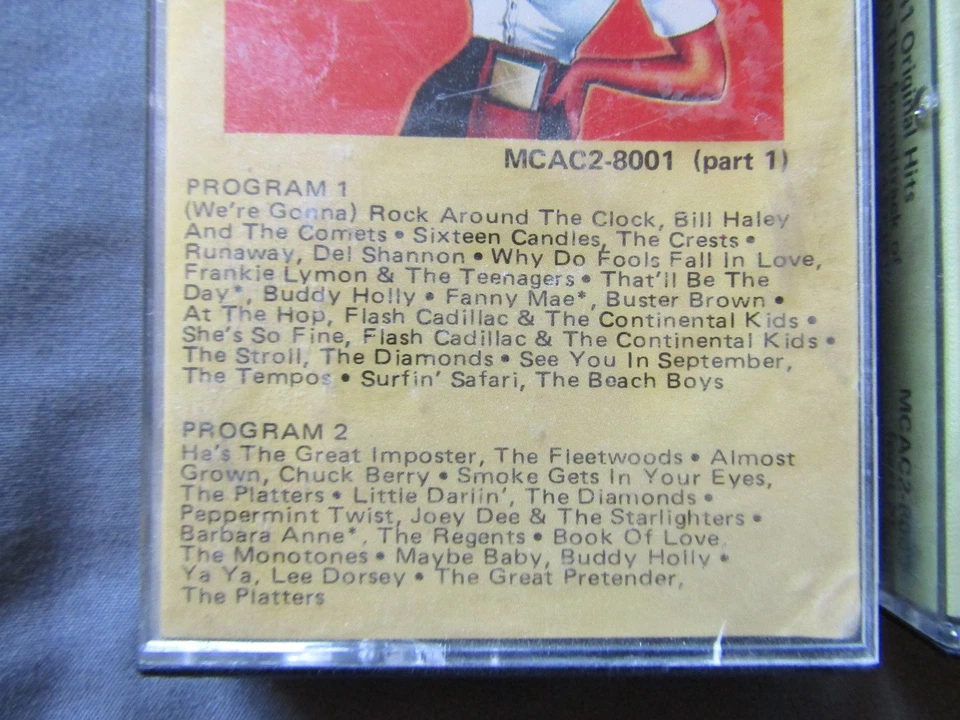 MCAC2-8001 (part 1)
PROGRAM 1
(We're Gonna) Rock Around The Clock, Bill Haley
And The Comets • Sixteen Candles, The Crests •
Runaway, Del Shannon • Why Do Fools Fall In Love,
Frankie Lymon & The Teenagers • That'll Be The
Day*, Buddy Holly • Fanny Mae*, Buster Brown •
At The Hop, Flash Cadillac & The Continental Kids •
She's So Fine, Flash Cadillac & The Continental Kids •
The Stroll, The Diamonds • See You In September,
The Tempos • Surfin' Safari, The Beach Boys
PROGRAM 2
He's The Great Imposter, The Fleetwoods • Almost
Grown, Chuck Berry • Smoke Gets In Your Eyes,
The Platters • Little Darlin', The Diamonds •
Peppermint Twist, Joey Dee & The Starlighters •
Barbara Anne*, The Regents • Book Of Love,
The Monotones • Maybe Baby, Buddy Holly •
Ya Ya, Lee Dorsey • The Great Pretender,
The Platters
41 Original Hits
MCAC2-